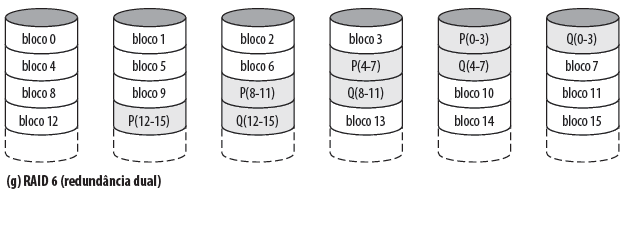 bloco 0 bloco 1 bloco 2 bloco 3 P(0-3) Q(0-3)
bloco 4 bloco 5 bloco 6 P(4-7) Q(4-7) bloco 7
bloco 8 bloco 9 P(8-11) Q(8-11) bloco 10 bloco 11
bloco 12 P(12-15) Q(12-15) bloco 13 bloco 14 bloco 15
(g) RAID 6 (redundância dual)